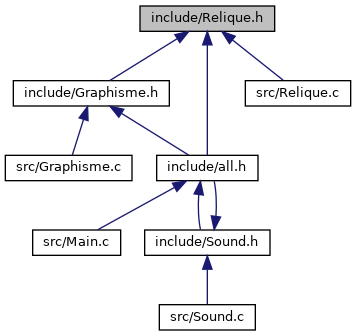 include/Relique.h
include/Graphisme.h
src/Relique.c
src/Graphisme.c
include/all.h
src/Main.c
include/Sound.h
src/Sound.c